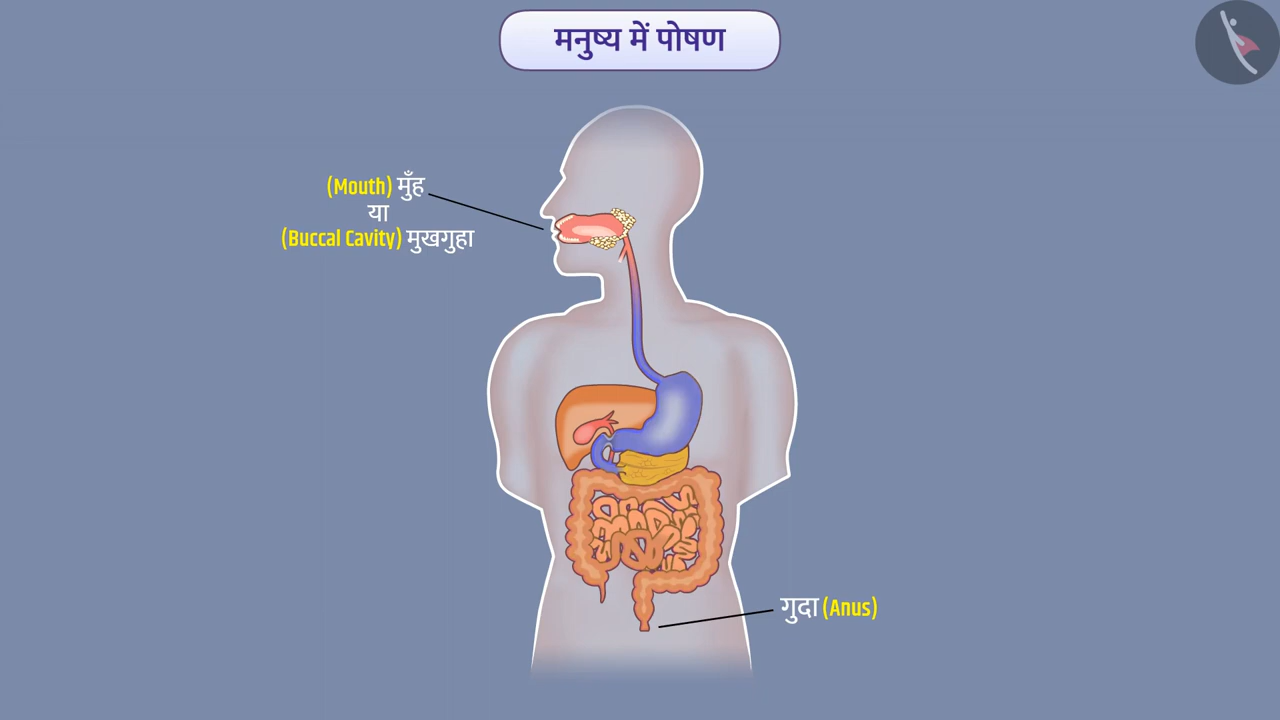 मनुष्य में पोषण
(Mouth) मुँह
या
(Buccal Cavity) मुखगुहा
गुदा (Anus)